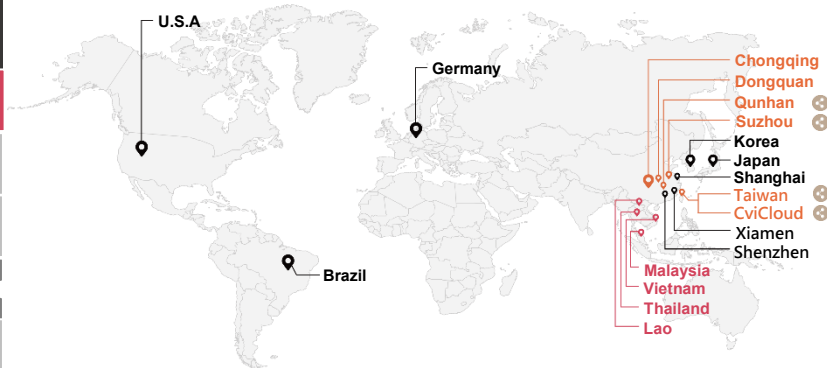 U.S.A
Germany
Brazil
Chongqing
Dongquan
Qunhan
Suzhou
Korea
Japan
Shanghai
Taiwan
CviCloud
Xiamen
Shenzhen
Malaysia
Vietnam
Thailand
Lao